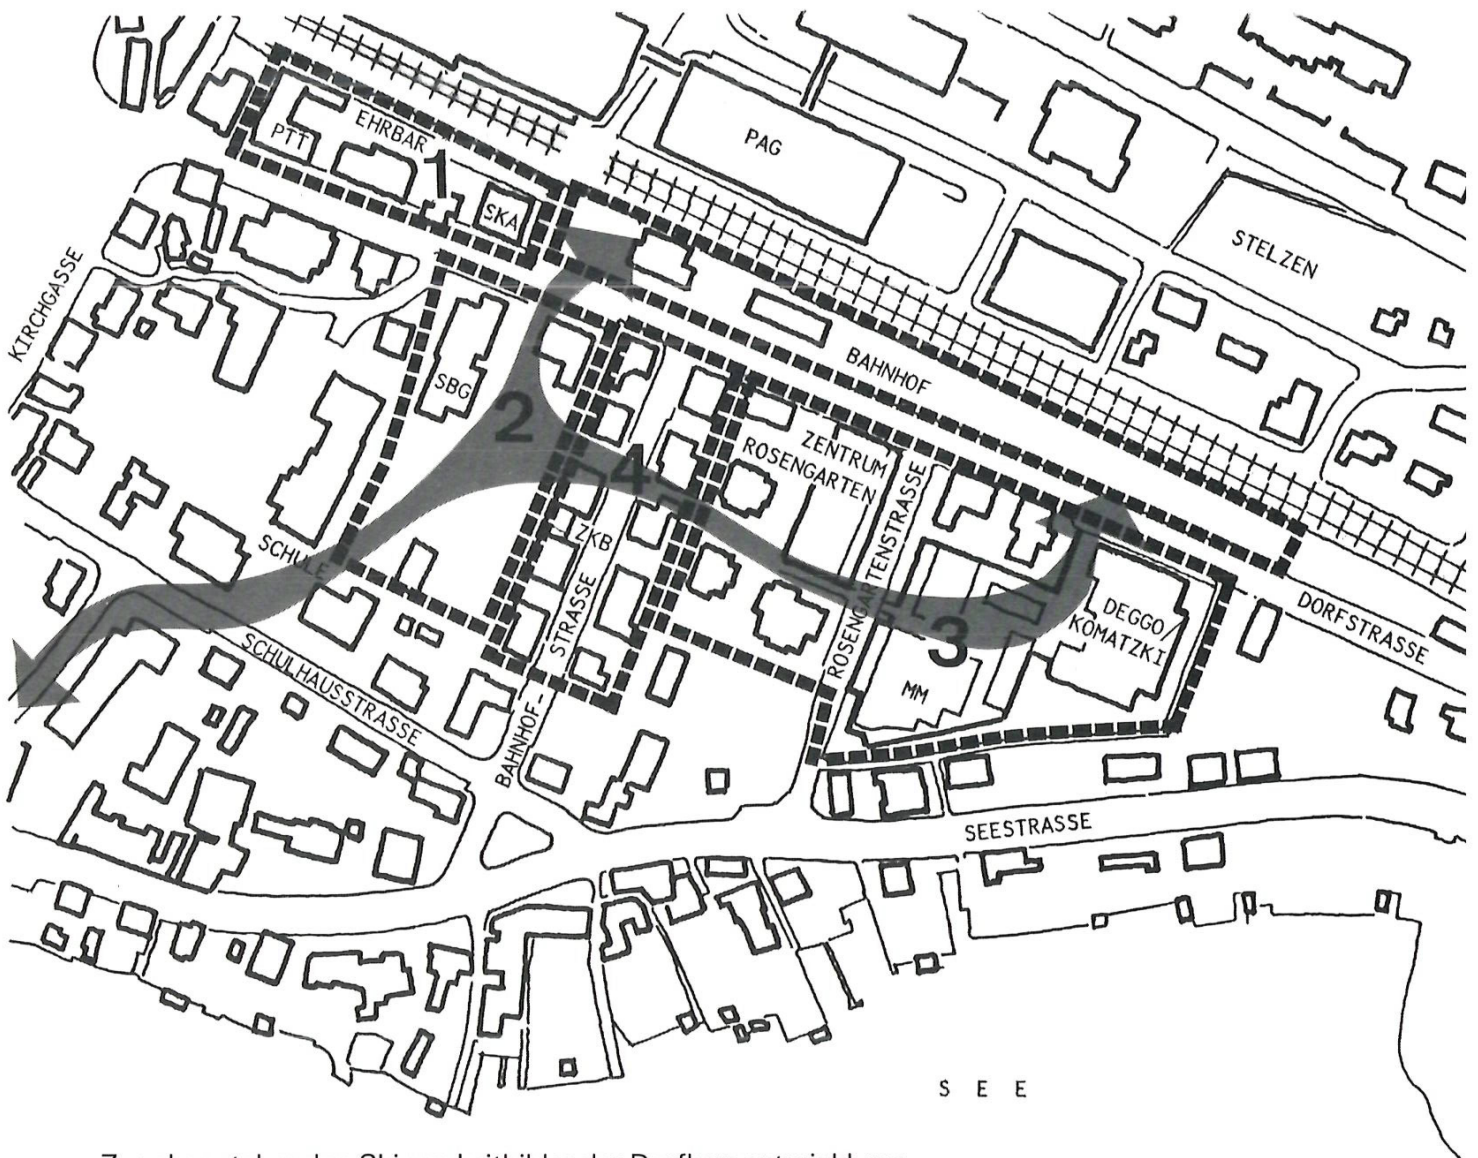 PTT
EHRBAR
1
SKA
PAG
STELZEN
KIRCHGASSE
SBG
BAHNHOF
2
4
ZENTRUM
ROSENGARTEN
ROSENGARTENSTRASSE
ZKB
SCHULE
STRASSE
BAHNHOF-
SCHULHAUSSTRASSE
3
MM
DEGGO/
KOMATZKI
DORFSTRASSE
SEESTRASSE
SEE